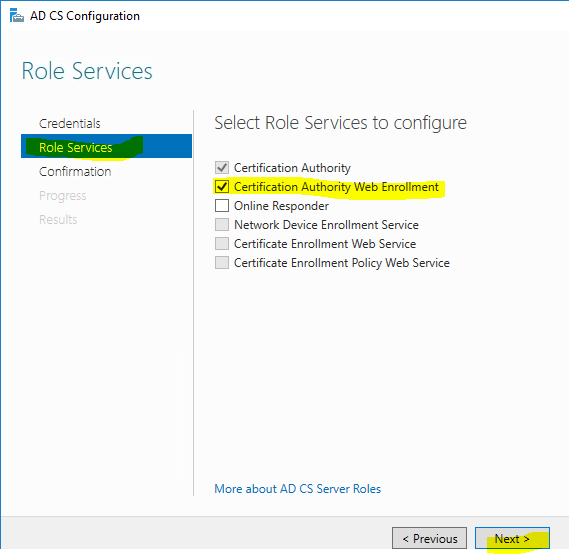 AD CS Configuration
Role Services
Credentials
Role Services
Confirmation
Progress
Results
Select Role Services to configure
Certification Authority
Certification Authority Web Enrollment
Online Responder
Network Device Enrollment Service
Certificate Enrollment Web Service
Certificate Enrollment Policy Web Service
More about AD CS Server Roles
< Previous
Next >